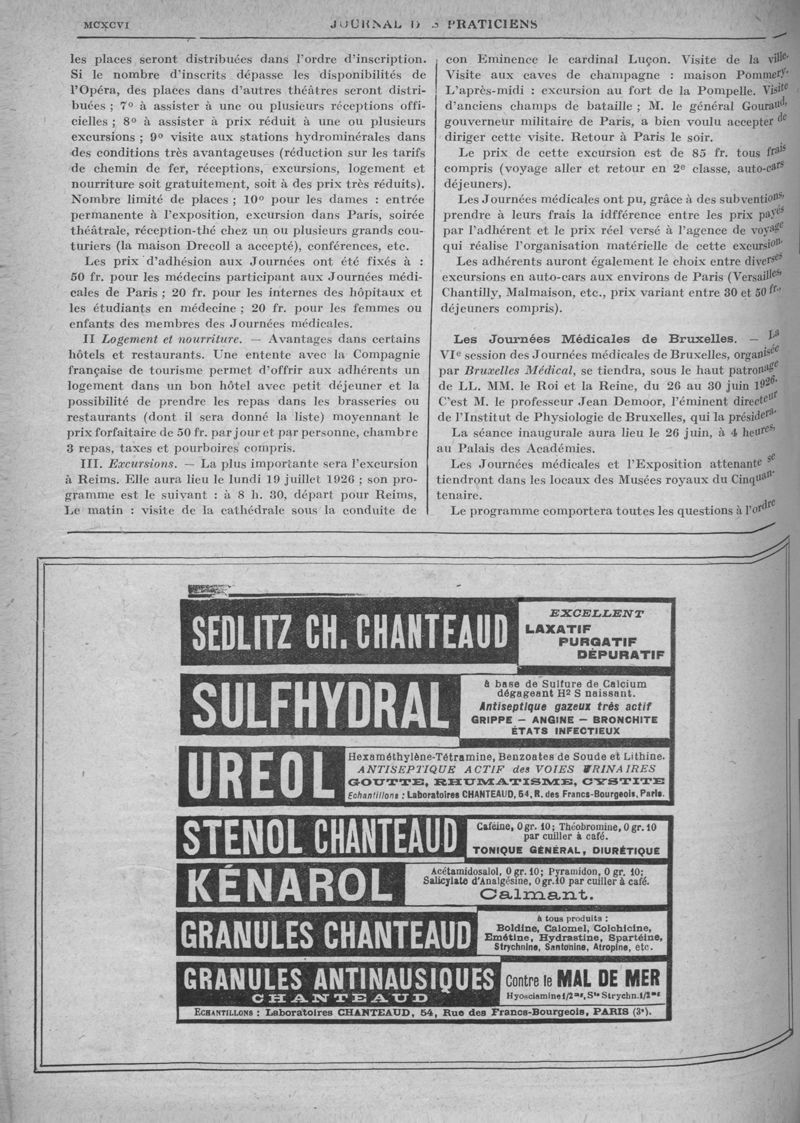 MCXCVI
JOURNAL DES PRATICIENS
les places seront distribuées dans l'ordre d'inscription.
Si le nombre d'inscrits dépasse les disponibilités de
l'Opéra, des places dans d'autres théâtres seront distri-
buées ; 7° à assister à une ou plusieurs réceptions offi-
cielles ; 8° à assister à prix réduit à une ou plusieurs
excursions ; 9° visite aux stations hydrominérales dans
des conditions très avantageuses (réduction sur les tarifs
de chemin de fer, réceptions, excursions, logement et
nourriture soit gratuitement, soit à des prix très réduits).
Nombre limité de places ; 10° pour les dames : entrée
permanente à l'exposition, excursion dans Paris, soirée
théâtrale, réception-thé chez un ou plusieurs grands cou-
turiers (la maison Drecoll a accepté), conférences, etc.
Les prix d'adhésion aux Journées ont été fixés à :
50 fr. pour les médecins participant aux Journées médi-
cales de Paris ; 20 fr. pour les internes des hôpitaux et
les étudiants en médecine ; 20 fr. pour les femmes ou
enfants des membres des Journées médicales.
II Logement et nourriture. — Avantages dans certains
hôtels et restaurants. Une entente avec la Compagnie
française de tourisme permet d'offrir aux adhérents un
logement dans un bon hôtel avec petit déjeuner et la
possibilité de prendre les repas dans les brasseries ou
restaurants (dont il sera donné la liste) moyennant le
prix forfaitaire de 50 fr. par jour et par personne, chambre
3 repas, taxes et pourboires compris.
III. Excursions. — La plus importante sera l'excursion
à Reims. Elle aura lieu le lundi 19 juillet 1926 ; son pro-
gramme est le suivant : à 8 h. 30, départ pour Reims,
Le matin : visite de la cathédrale sous la conduite de
con Eminence le cardinal Luçon. Visite de la ville.
Visite aux caves de champagne : maison Pommery.
L'après-midi : excursion au fort de la Pompelle. Visite
d'anciens champs de bataille ; M. le général Gouraud,
gouverneur militaire de Paris, a bien voulu accepter de
diriger cette visite. Retour à Paris le soir.
Le prix de cette excursion est de 85 fr. tous frais
compris (voyage aller et retour en 2e classe, auto-cars
déjeuners).
Les Journées médicales ont pu, grâce à des subventions,
prendre à leurs frais la idfférence entre les prix payés
par l'adhérent et le prix réel versé à l'agence de voyage
qui réalise l'organisation matérielle de cette excursion.
Les adhérents auront également le choix entre diverses
excursions en auto-cars aux environs de Paris (Versailles,
Chantilly, Malmaison, etc., prix variant entre 30 et 50 fr.,
déjeuners compris).
Les Journées Médicales de Bruxelles. — La
VIe session des Journées médicales de Bruxelles, organisée
par Bruxelles Médical, se tiendra, sous le haut patronage
de LL. MM. le Roi et la Reine, du 26 au 30 juin 1926.
C'est M. le professeur Jean Demoor, l'éminent directeur
de l'Institut de Physiologie de Bruxelles, qui la présidera.
La séance inaugurale aura lieu le 26 juin, à 4 heures,
au Palais des Académies.
Les Journées médicales et l'Exposition attenante se
tiendront dans les locaux des Musées royaux du Cinquan-
tenaire.
Le programme comportera toutes les questions à l'ordre
SEDLITZ CH. CHANTEAUD
EXCELLENT
LAXATIF
PURGATIF
DÉPURATIF
SULFHYDRAL
à base de Sulfure de Calcium
dégageant H² S naissant.
Antiseptique gazeux très actif
GRIPPE — ANGINE — BRONCHITE
ÉTATS INFECTIEUX
UREOL
Hexaméthylène-Tétramine, Benzoates de Soude et Lithine.
ANTISEPTIQUE ACTIF des VOIES URINAIRES
GOUTTE, RHUMATISME, CYSTITE
Echantillons : Laboratoires CHANTEAUD, 54, R. des Francs-Bourgeois, Paris.
STENOL CHANTEAUD
Caféine, 0 gr. 10; Théobromine, 0 gr. 10
par cuiller à café.
TONIQUE GÉNÉRAL, DIURÉTIQUE
KÉNAROL
Acétamidosalol, 0 gr. 10; Pyramidon, 0 gr. 10;
Salicylate d'Analgésine, 0 gr. 10 par cuiller à café.
Calmant.
GRANULES CHANTEAUD
à tous produits :
Boldine, Calomel, Colchicine,
Emétine, Hydrastine, Spartéine,
Strychnine, Santonine, Atropine, etc.
GRANULES ANTINAUSIQUES
CHANTEAUD
Contre le MAL DE MER
Hyosciamine 1/2 mg, Ste Strychn. 1/2 mg
ECHANTILLONS : Laboratoires CHANTEAUD, 54, Rue des Francs-Bourgeois, PARIS (3e).